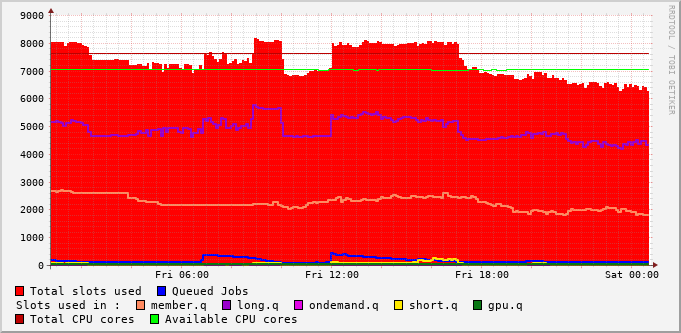 9000
8000
7000
6000
5000
4000
3000
2000
1000
0
Fri 06:00 Fri 12:00 Fri 18:00 Sat 00:00
RRDTOOL / TOBI OETIKER
Total slots used Queued Jobs
Slots used in : member.q long.q ondemand.q short.q gpu.q
Total CPU cores Available CPU cores